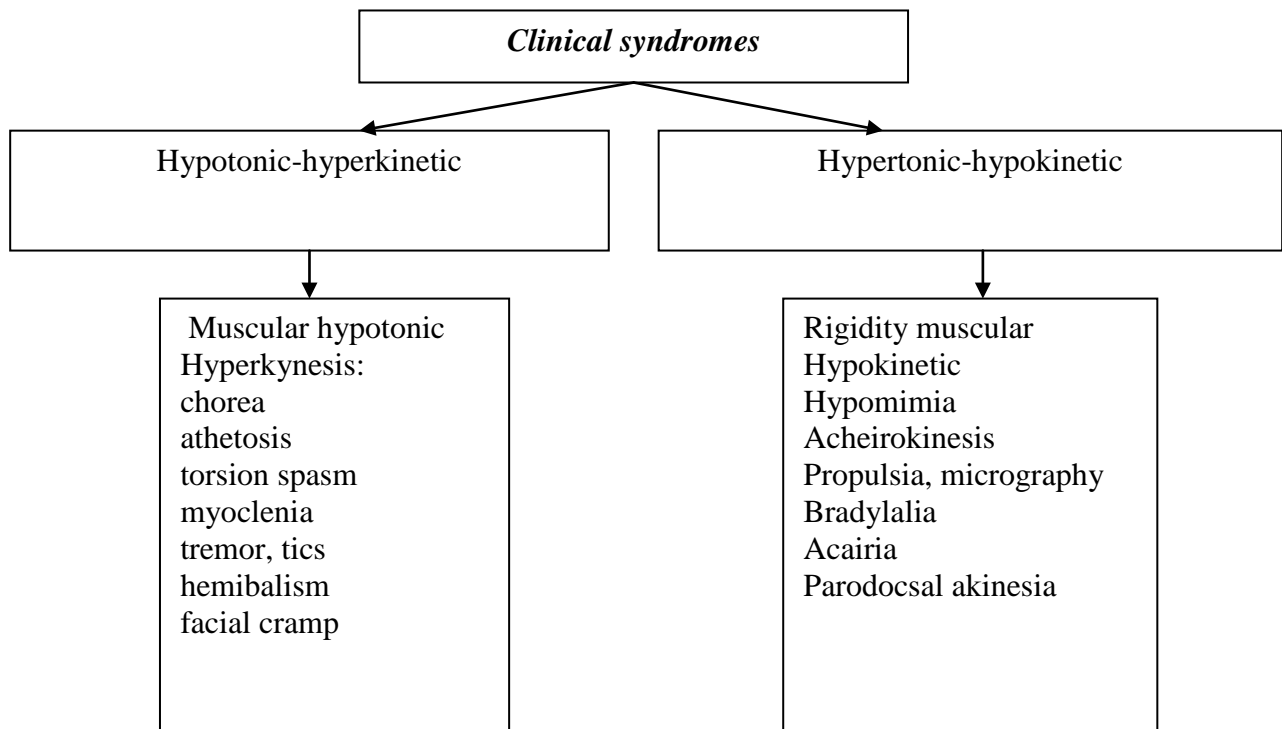 Clinical syndromes
Hypotonic-hyperkinetic
Hypertonic-hypokinetic
Muscular hypotonic
Hyperkynesis:
chorea
athetosis
torsion spasm
myoclenia
tremor, tics
hemibalism
facial cramp
Rigidity muscular
Hypokinetic
Hypomimia
Acheirokinesis
Propulsia, micrography
Bradylalia
Acairia
Parodocsal akinesia